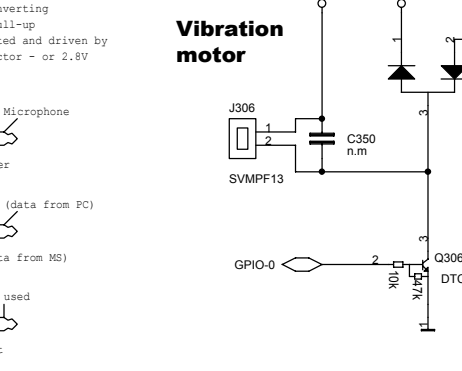 nverting
ull-up
ted and driven by
ctor - or 2.8V
Microphone
er
(data from PC)
ta from MS)
used
t
Vibration
motor
J306
1
2
SVMPF13
C350
n.m
1
2
3
3
GPIO-0
2
10k
47k
Q306
DTC
1